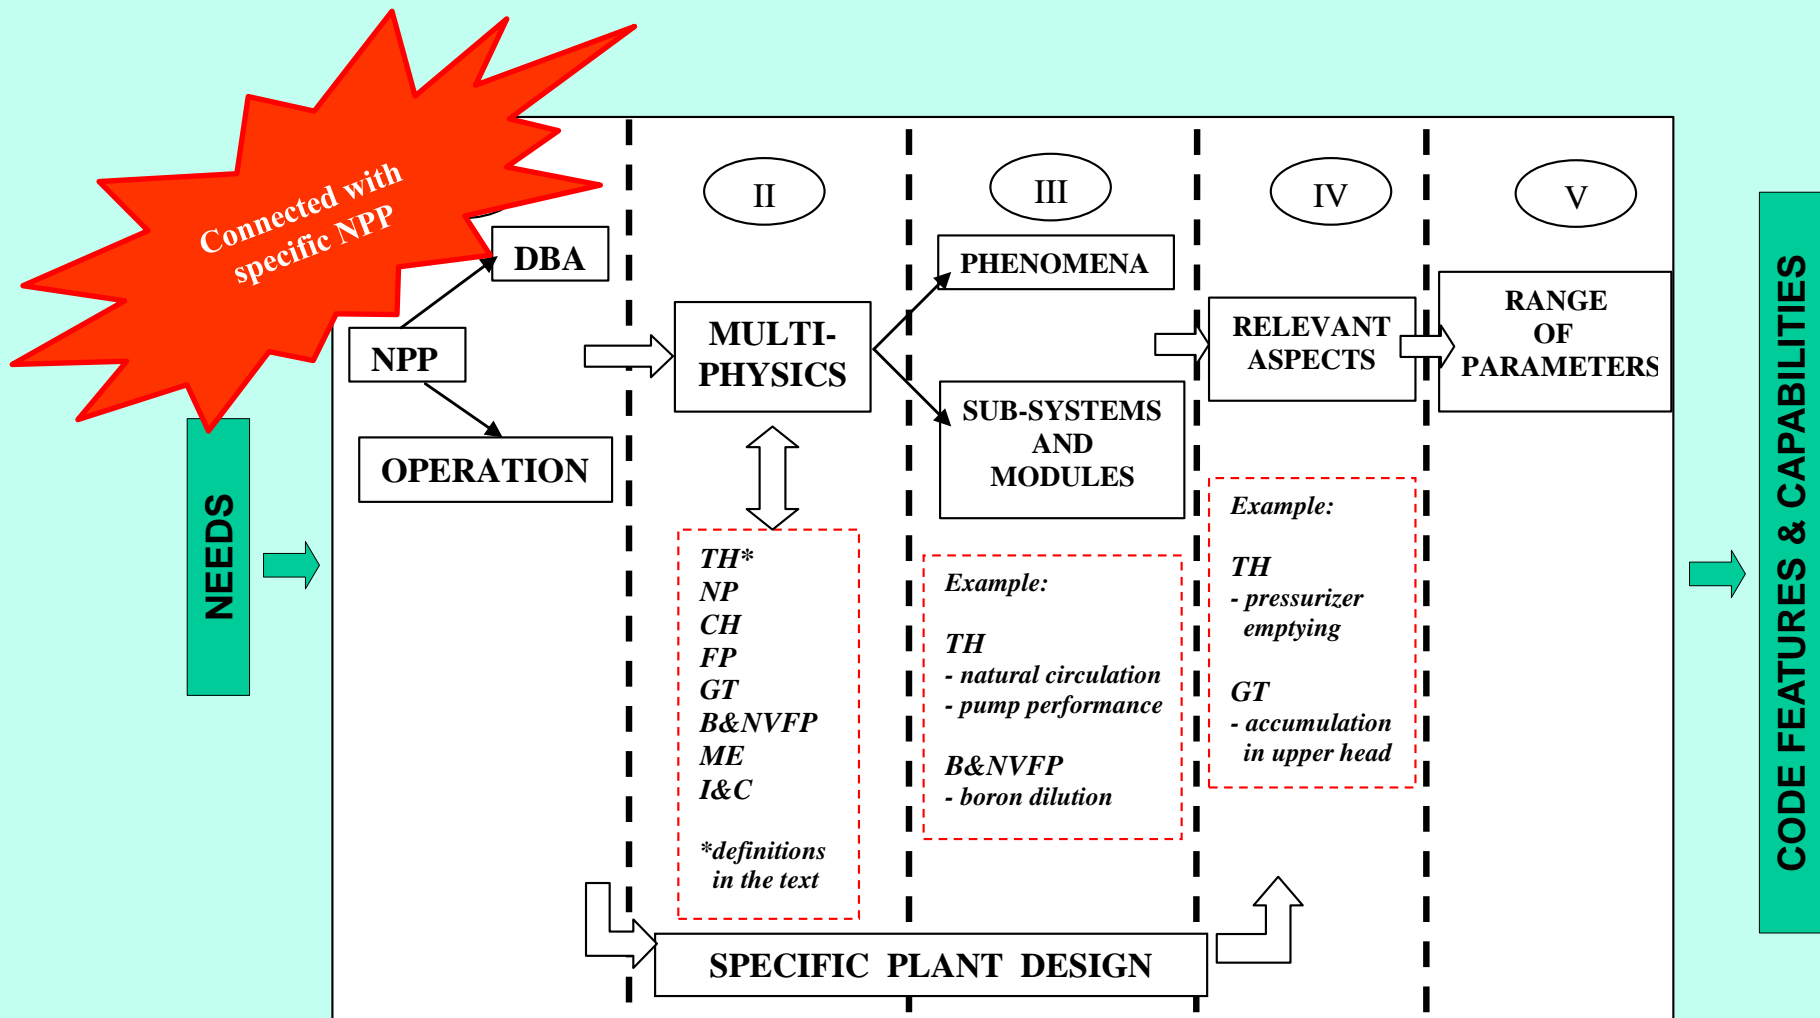 Connected with
specific NPP
NEEDS
DBA
NPP
OPERATION
II
MULTI-
PHYSICS
TH*
NP
CH
FP
GT
B&NVFP
ME
I&C
*definitions
in the text
III
PHENOMENA
SUB-SYSTEMS
AND
MODULES
Example:
TH
- natural circulation
- pump performance
B&NVFP
- boron dilution
IV
RELEVANT
ASPECTS
Example:
TH
- pressurizer
emptying
GT
- accumulation
in upper head
V
RANGE
OF
PARAMETERS
SPECIFIC PLANT DESIGN
CODE FEATURES & CAPABILITIES